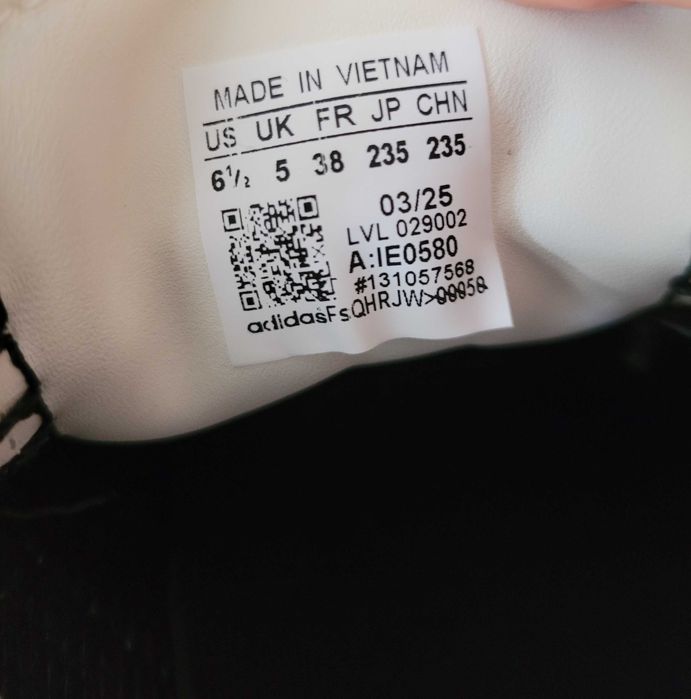 MADE IN VIETNAM
US UK FR JP CHN
6½ 5 38 235 235
03/25
LVL 029002
A:IE0580
#131057568
adidasFsQHRJW>00058